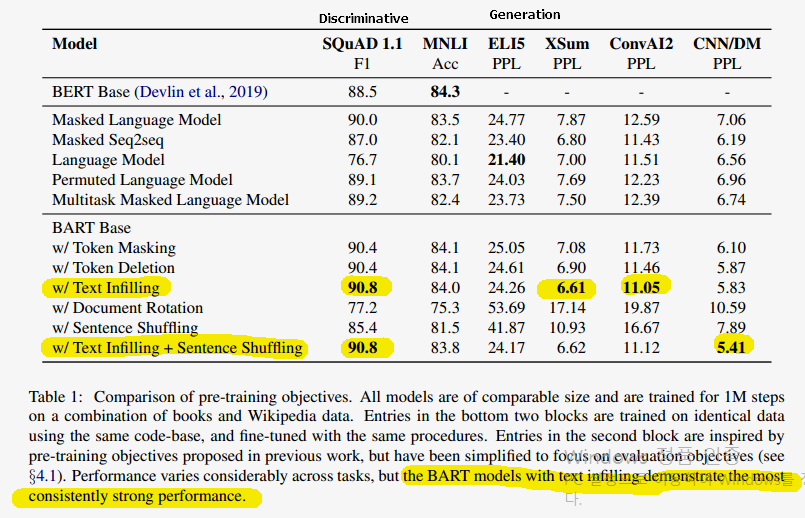 Discriminative Generation
Model SQuAD 1.1 MNLI ELI5 XSum ConvAI2 CNN/DM
F1 Acc PPL PPL PPL PPL
BERT Base (Devlin et al., 2019) 88.5 84.3 - - - -
Masked Language Model 90.0 83.5 24.77 7.87 12.59 7.06
Masked Seq2seq 87.0 82.1 23.40 6.80 11.43 6.19
Language Model 76.7 80.1 21.40 7.00 11.51 6.56
Permuted Language Model 89.1 83.7 24.03 7.69 12.23 6.96
Multitask Masked Language Model 89.2 82.4 23.73 7.50 12.39 6.74
BART Base
w/ Token Masking 90.4 84.1 25.05 7.08 11.73 6.10
w/ Token Deletion 90.4 84.1 24.61 6.90 11.46 5.87
w/ Text Infilling 90.8 84.0 24.26 6.61 11.05 5.83
w/ Document Rotation 77.2 75.3 53.69 17.14 19.87 10.59
w/ Sentence Shuffling 85.4 81.5 41.87 10.93 16.67 7.89
w/ Text Infilling + Sentence Shuffling 90.8 83.8 24.17 6.62 11.12 5.41
Table 1: Comparison of pre-training objectives. All models are of comparable size and are trained for 1M steps
on a combination of books and Wikipedia data. Entries in the bottom two blocks are trained on identical data
using the same code-base, and fine-tuned with the same procedures. Entries in the second block are inspired by
pre-training objectives proposed in previous work, but have been simplified to focus on evaluation objectives (see
§4.1). Performance varies considerably across tasks, but the BART models with text infilling demonstrate the most
consistently strong performance.
Windows 정품 인증
Windows를
다.